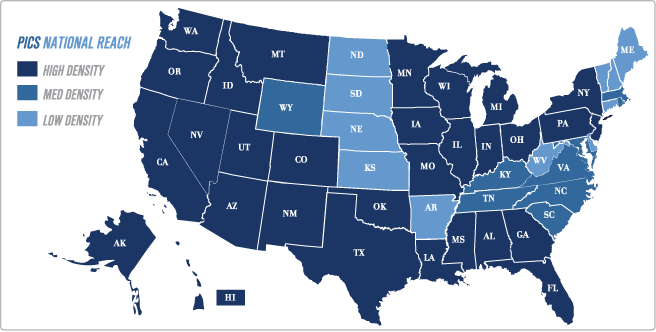 PICS NATIONAL REACH
HIGH DENSITY
MED DENSITY
LOW DENSITY
WA
MT
ND
ME
OR
ID
MN
WI
SD
MI
NY
WY
IA
PA
NE
NV
IL
IN
OH
UT
CO
WV
CA
KS
MO
VA
KY
NC
TN
AZ
NM
OK
AR
SC
MS
AL
GA
AK
TX
LA
FL
HI